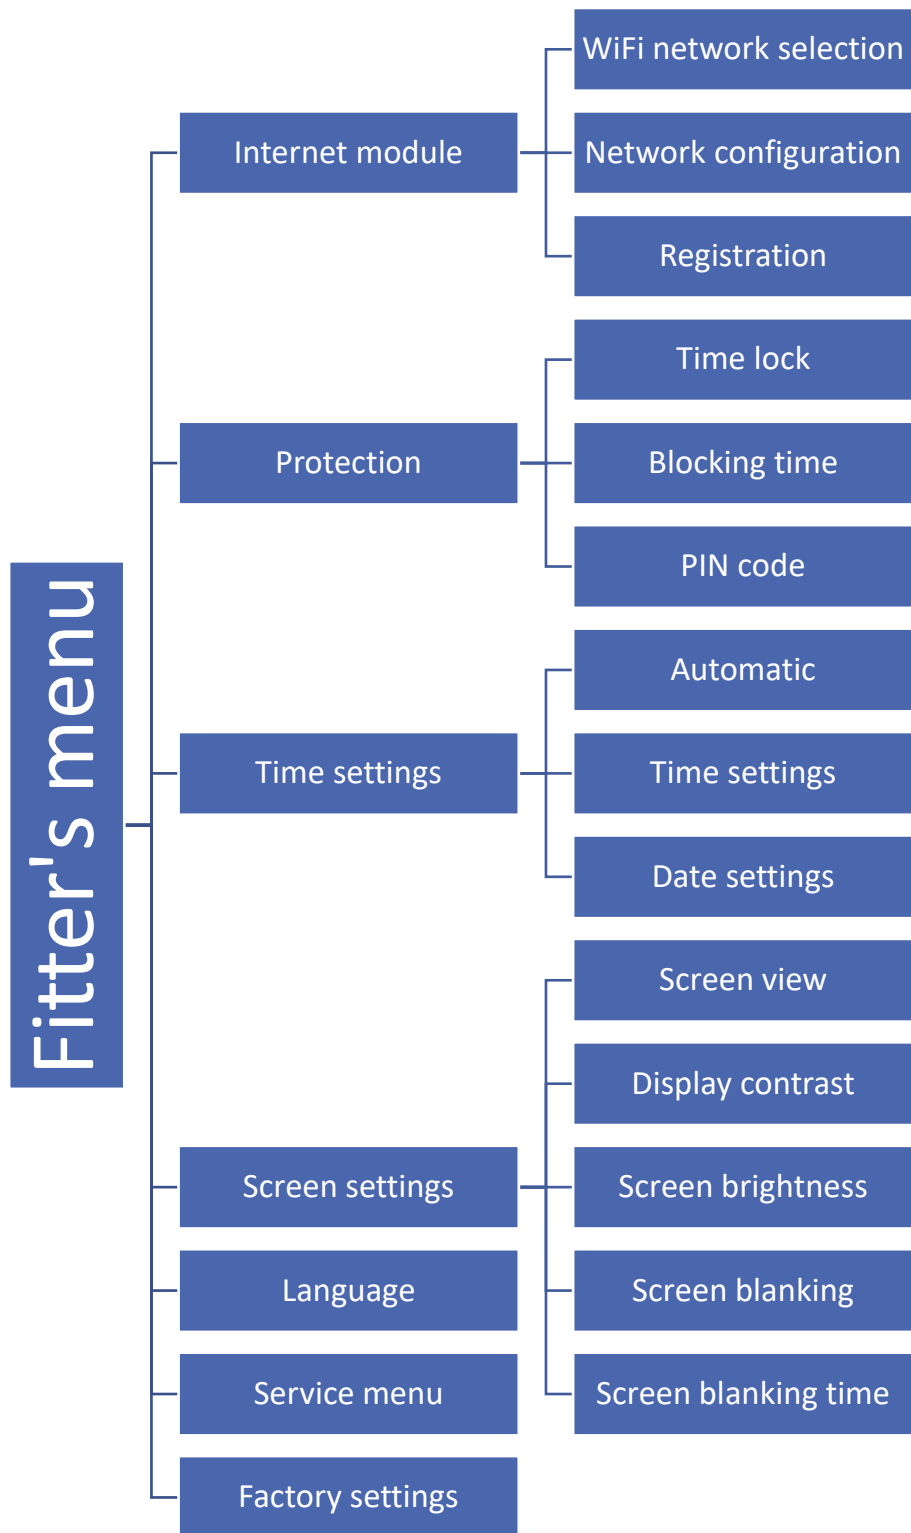 Fitter's menu
Internet module
WiFi network selection
Network configuration
Registration
Protection
Time lock
Blocking time
PIN code
Time settings
Automatic
Time settings
Date settings
Screen settings
Screen view
Display contrast
Screen brightness
Screen blanking
Screen blanking time
Language
Service menu
Factory settings